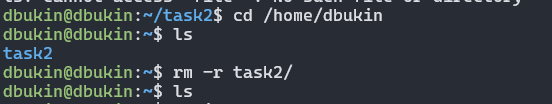 dbukin@dbukin:~/task2$ cd /home/dbukin
dbukin@dbukin:~$ ls
task2
dbukin@dbukin:~$ rm -r task2/
dbukin@dbukin:~$ ls